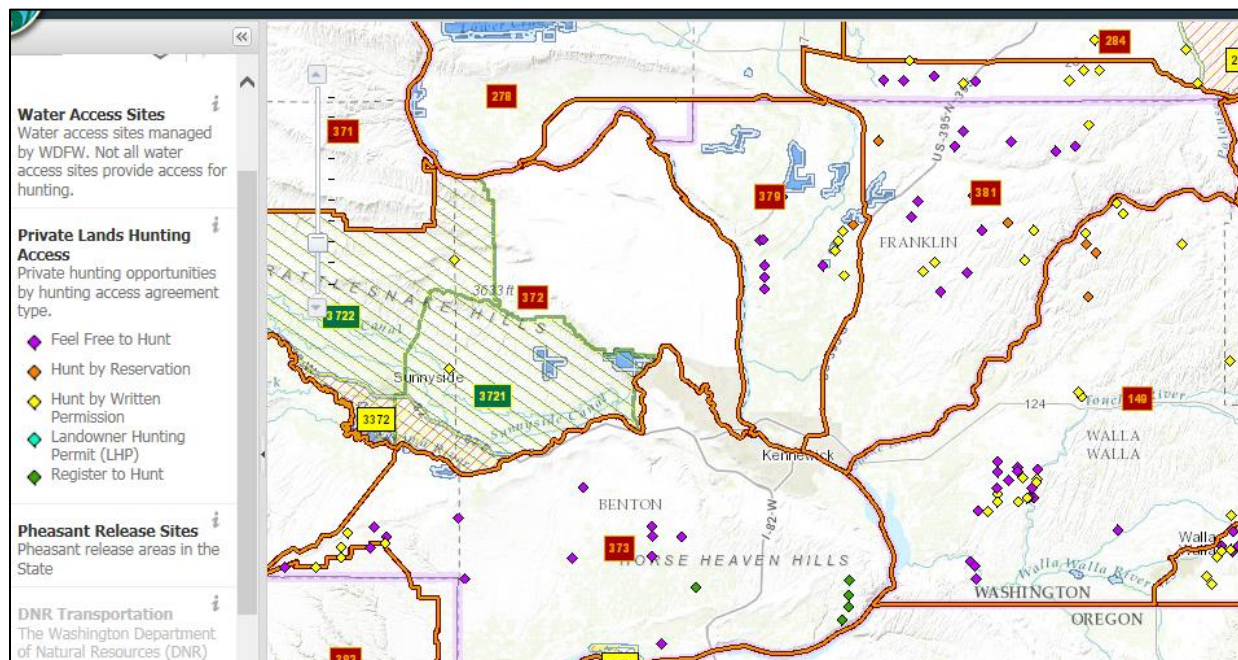 Water Access Sites
Water access sites managed
by WDFW. Not all water
access sites provide access for
hunting.
Private Lands Hunting
Access
Private hunting opportunities
by hunting access agreement
type.
Feel Free to Hunt
Hunt by Reservation
Hunt by Written
Permission
Landowner Hunting
Permit (LHP)
Register to Hunt
Pheasant Release Sites
Pheasant release areas in the
State
DNR Transportation
The Washington Department
of Natural Resources (DNR)
284
278
371
US-395-N
379
381
FRANKLIN
RATTLESNAKE HILLS
3633 ft
372
3722
Canal
Sunnyside
3721
Sunnyside Canal
3372
124
Touchet River
149
WALLA
WALLA
Kennewick
BENTON
I-82-W
373
HORSE HEAVEN HILLS
Walla
Walla
Walla Walla River
WASHINGTON
OREGON